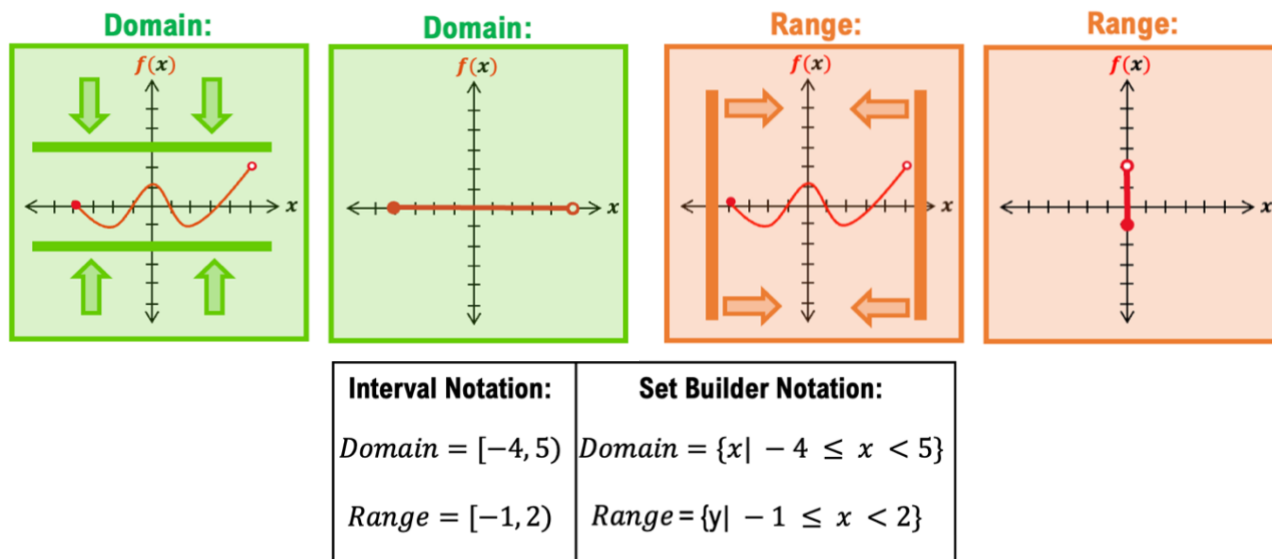 Domain:
Domain:
Range:
Range:
f(x)
f(x)
f(x)
f(x)
x
x
x
x
Interval Notation:
Set Builder Notation:
Domain = [−4, 5)
Domain = {x| − 4 ≤ x < 5}
Range = [−1, 2)
Range = {y| − 1 ≤ x < 2}